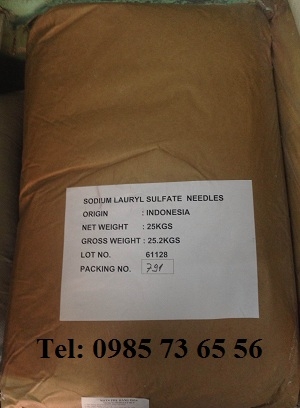 SODIUM LAURYL SULFATE NEEDLES
ORIGIN : INDONESIA
NET WEIGHT : 25KGS
GROSS WEIGHT : 25.2KGS
LOT NO. 61128
PACKING NO. 791
Tel: 0985 73 65 56